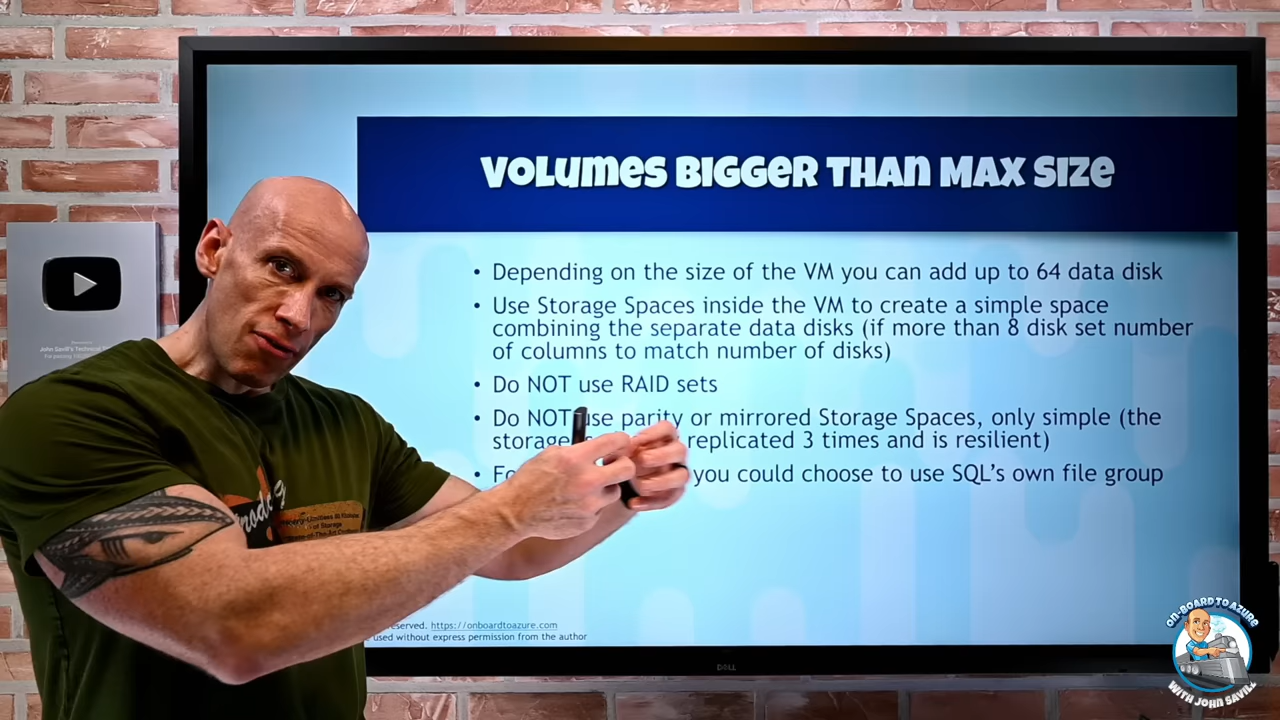 VOLUMES BIGGER THAN MAX SIZE
• Depending on the size of the VM you can add up to 64 data disk
• Use Storage Spaces inside the VM to create a simple space
combining the separate data disks (if more than 8 disk set number
of columns to match number of disks)
• Do NOT use RAID sets
• Do NOT use parity or mirrored Storage Spaces, only simple (the
storage replicated 3 times and is resilient)
• you could choose to use SQL's own file group
https://onboardtoazure.com
used without express permission from the author
DELL
John Savill's Technical
ON-BOARD TO AZURE
WITH JOHN SAVILL